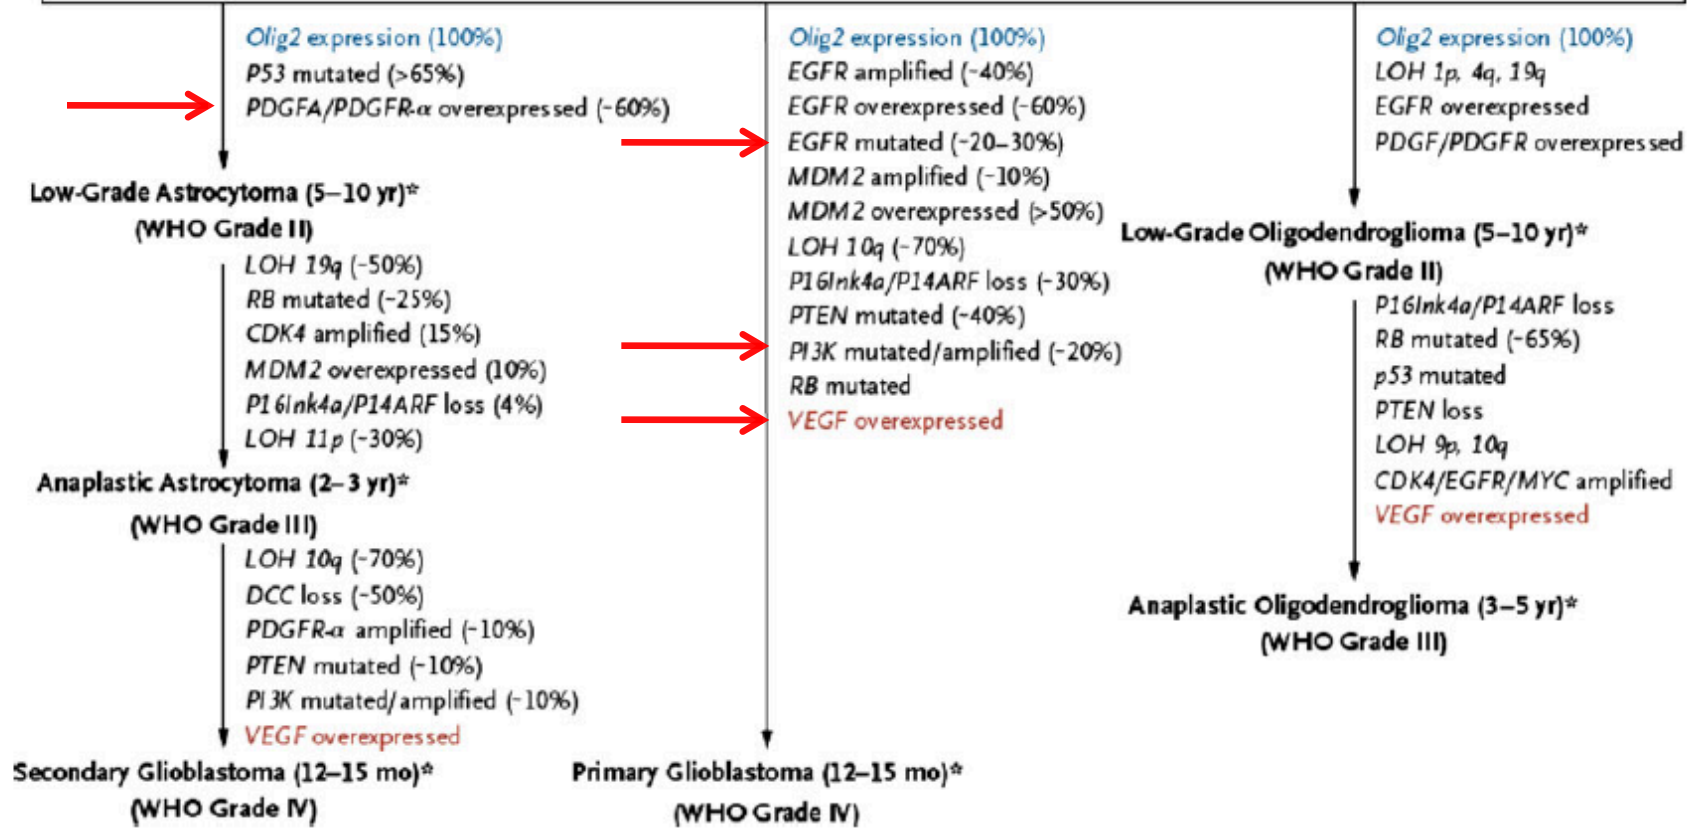 Olig2 expression (100%)
P53 mutated (>65%)
PDGFA/PDGFR-α overexpressed (~60%)
Low-Grade Astrocytoma (5–10 yr)*
(WHO Grade II)
LOH 19q (~50%)
RB mutated (~25%)
CDK4 amplified (15%)
MDM2 overexpressed (10%)
P16Ink4a/P14ARF loss (4%)
LOH 11p (~30%)
Anaplastic Astrocytoma (2–3 yr)*
(WHO Grade III)
LOH 10q (~70%)
DCC loss (~50%)
PDGFR-α amplified (~10%)
PTEN mutated (~10%)
PI3K mutated/amplified (~10%)
VEGF overexpressed
Secondary Glioblastoma (12–15 mo)*
(WHO Grade IV)
Olig2 expression (100%)
EGFR amplified (~40%)
EGFR overexpressed (~60%)
EGFR mutated (~20–30%)
MDM2 amplified (~10%)
MDM2 overexpressed (>50%)
LOH 10q (~70%)
P16Ink4a/P14ARF loss (~30%)
PTEN mutated (~40%)
PI3K mutated/amplified (~20%)
RB mutated
VEGF overexpressed
Primary Glioblastoma (12–15 mo)*
(WHO Grade IV)
Olig2 expression (100%)
LOH 1p, 4q, 19q
EGFR overexpressed
PDGF/PDGFR overexpressed
Low-Grade Oligodendroglioma (5–10 yr)*
(WHO Grade II)
P16Ink4a/P14ARF loss
RB mutated (~65%)
p53 mutated
PTEN loss
LOH 9p, 10q
CDK4/EGFR/MYC amplified
VEGF overexpressed
Anaplastic Oligodendroglioma (3–5 yr)*
(WHO Grade III)